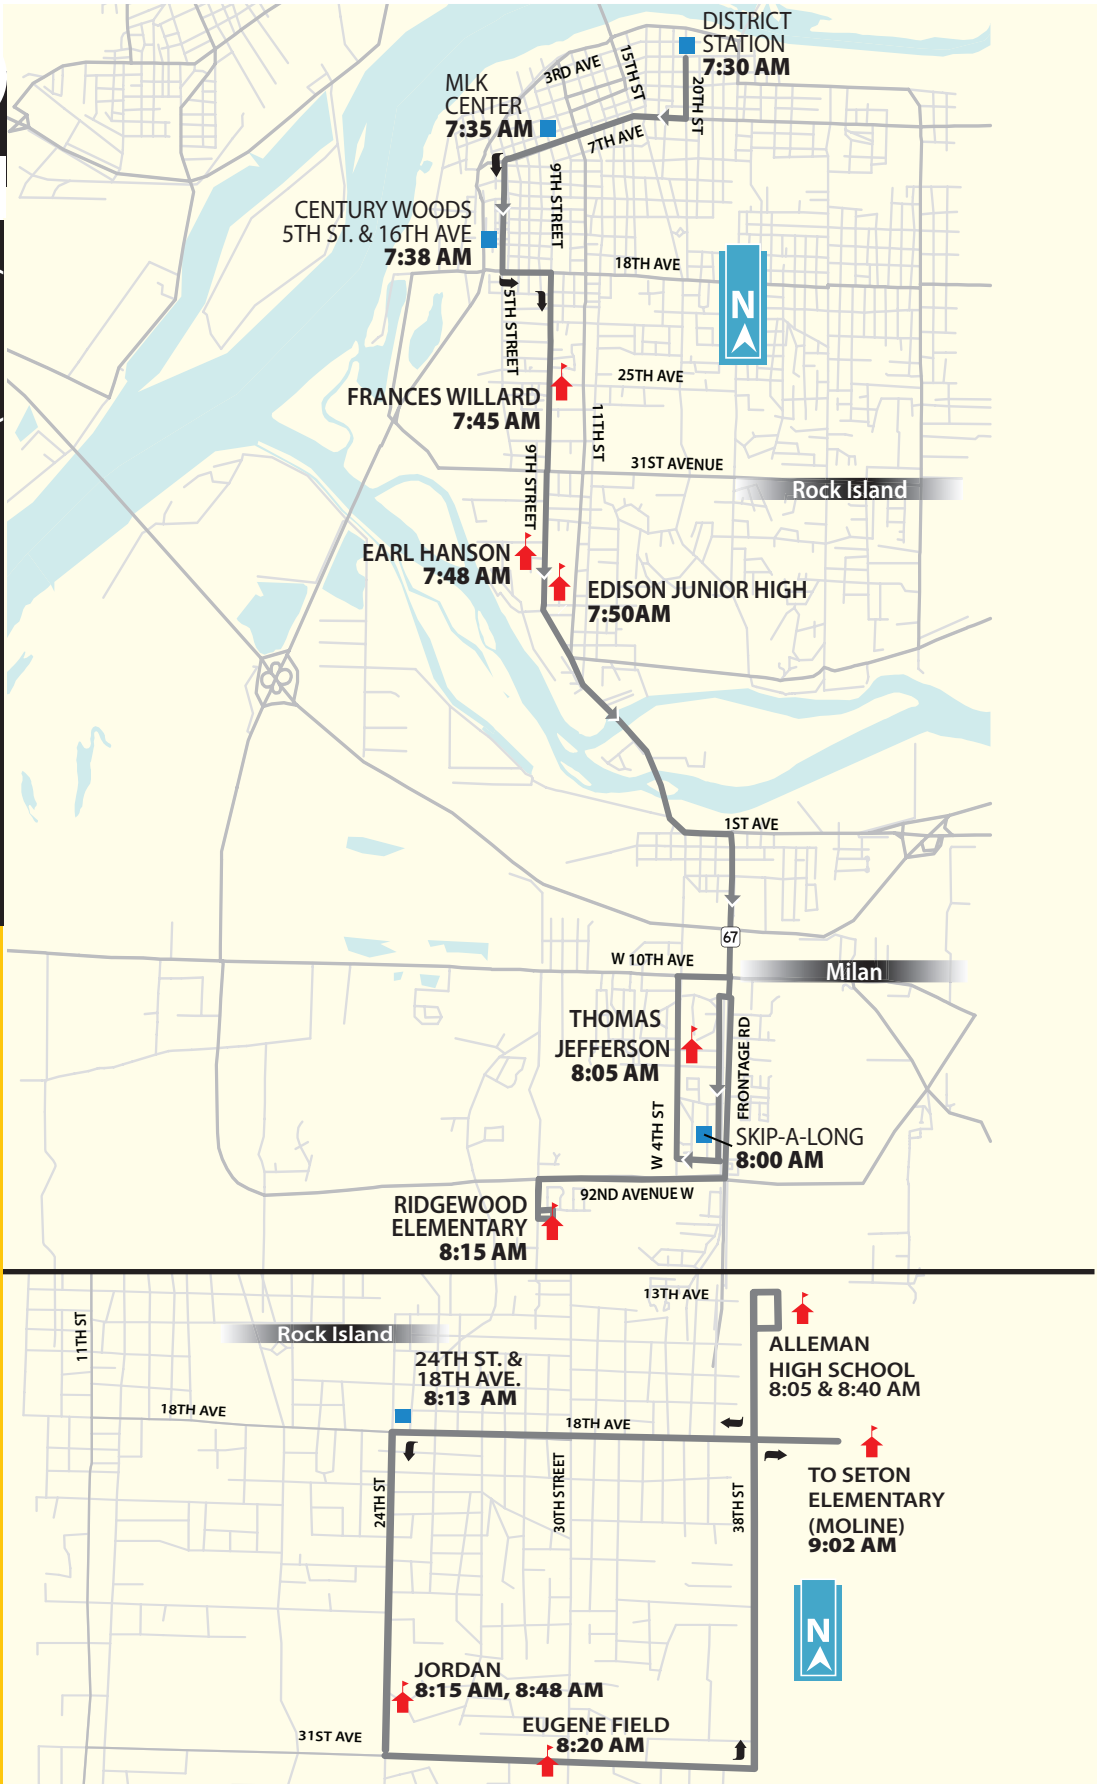 DISTRICT
STATION
7:30 AM
15TH ST
3RD AVE
MLK
CENTER
7:35 AM
20TH ST
7TH AVE
9TH STREET
CENTURY WOODS
5TH ST. & 16TH AVE
7:38 AM
18TH AVE
5TH STREET
N
25TH AVE
FRANCES WILLARD
7:45 AM
11TH ST
9TH STREET
31ST AVENUE
Rock Island
EARL HANSON
7:48 AM
EDISON JUNIOR HIGH
7:50AM
1ST AVE
67
W 10TH AVE
Milan
THOMAS
JEFFERSON
8:05 AM
FRONTAGE RD
W 4TH ST
SKIP-A-LONG
8:00 AM
92ND AVENUE W
RIDGEWOOD
ELEMENTARY
8:15 AM
13TH AVE
11TH ST
Rock Island
ALLEMAN
HIGH SCHOOL
8:05 & 8:40 AM
24TH ST. &
18TH AVE.
8:13 AM
18TH AVE
18TH AVE
24TH ST
30TH STREET
38TH ST
TO SETON
ELEMENTARY
(MOLINE)
9:02 AM
N
JORDAN
8:15 AM, 8:48 AM
EUGENE FIELD
8:20 AM
31ST AVE